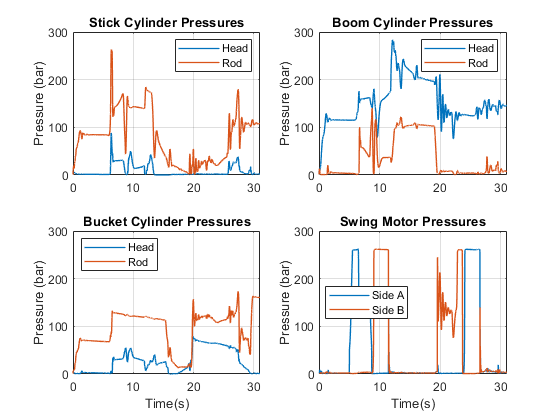 Stick Cylinder Pressures
Pressure (bar)
300
200
100
0
0
10
20
30
Head
Rod
Boom Cylinder Pressures
Pressure (bar)
300
200
100
0
0
10
20
30
Head
Rod
Bucket Cylinder Pressures
Pressure (bar)
300
200
100
0
0
10
20
30
Time(s)
Head
Rod
Swing Motor Pressures
Pressure (bar)
300
200
100
0
0
10
20
30
Time(s)
Side A
Side B